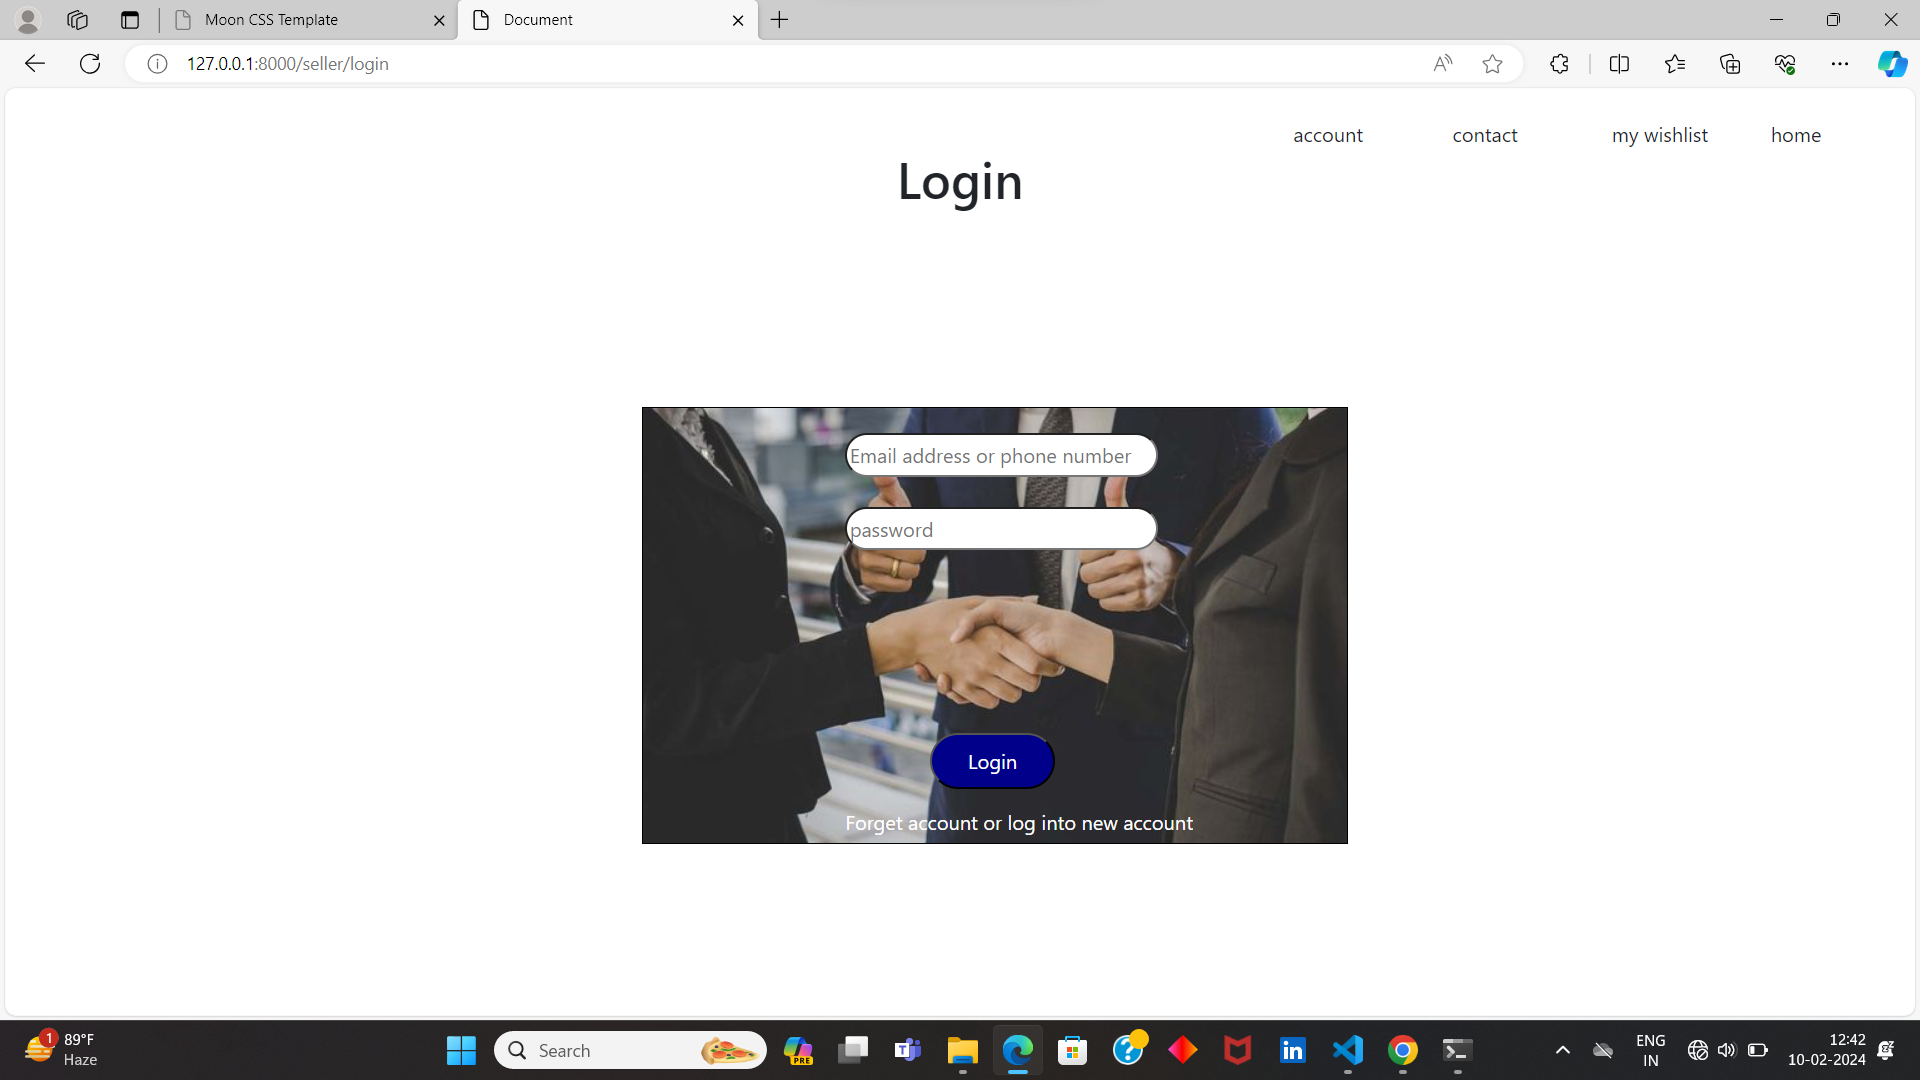 Moon CSS Template
Document
127.0.0.1:8000/seller/login
account
contact
my wishlist
home
Login
Email address or phone number
password
Login
Forget account or log into new account
1
89°F
Haze
Search
PRE
T
in
?
ENG
IN
12:42
10-02-2024